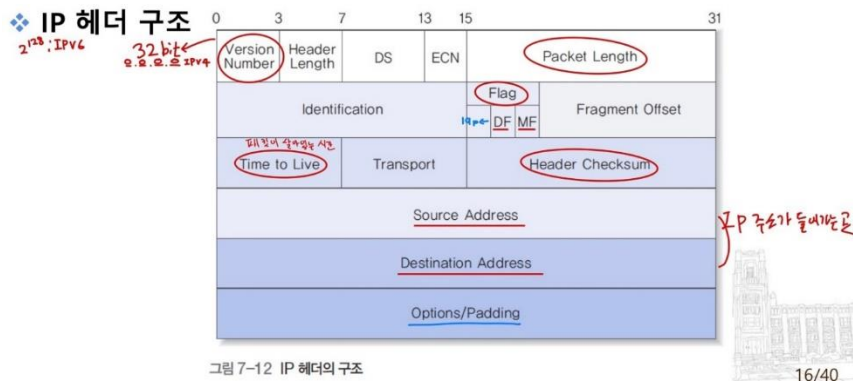 ❖ IP 헤더 구조
2^128 : IPV6
32bit
0.0.0.0 IPV4
0 3 7 13 15 31
Version Number
Header Length
DS
ECN
Packet Length
Identification
Flag
DF MF
Fragment Offset
패킷이 살아있는 시간
Time to Live
Transport
Header Checksum
Source Address
IP 주소가 들어가는 곳
Destination Address
Options/Padding
그림 7-12 IP 헤더의 구조
16/40